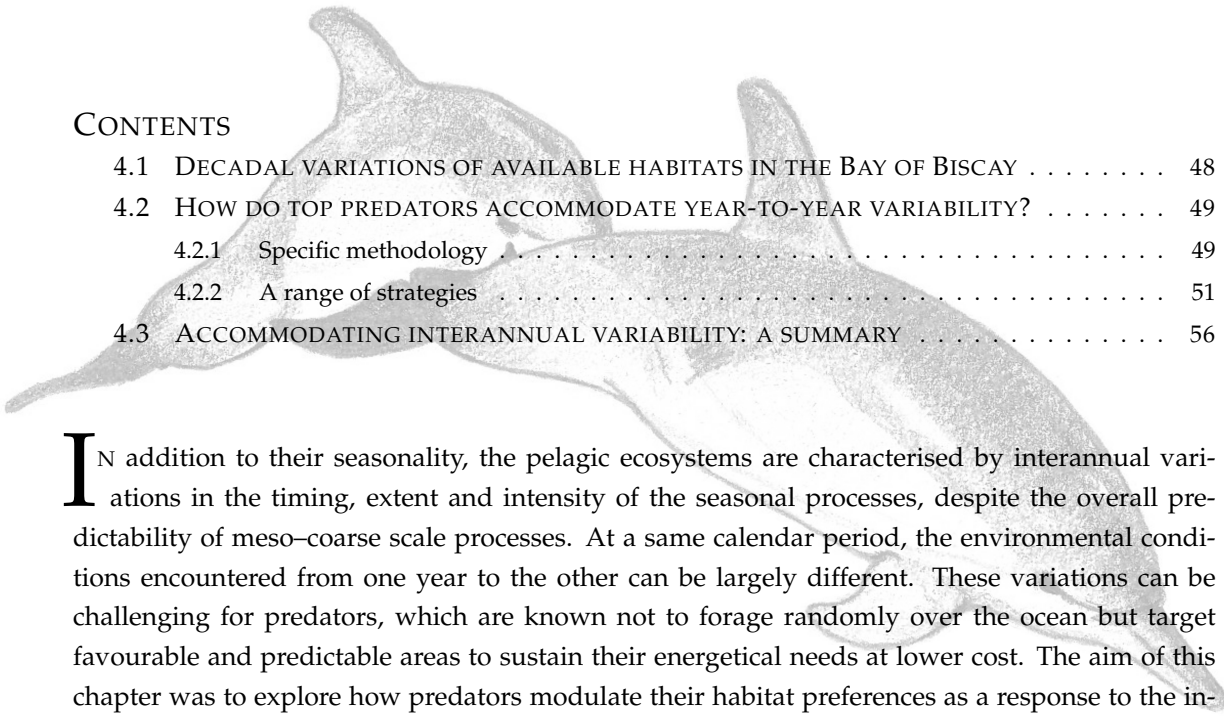 CONTENTS
4.1 DECADAL VARIATIONS OF AVAILABLE HABITATS IN THE BAY OF BISCAY . . . . . . . . 48
4.2 HOW DO TOP PREDATORS ACCOMMODATE YEAR-TO-YEAR VARIABILITY? . . . . . . . 49
4.2.1 Specific methodology . . . . . . . . . . . . . . . . . . . . . . . . . . . . . . . . . . 49
4.2.2 A range of strategies . . . . . . . . . . . . . . . . . . . . . . . . . . . . . . . . . . 51
4.3 ACCOMMODATING INTERANNUAL VARIABILITY: A SUMMARY . . . . . . . . . . . . . . 56
IN addition to their seasonality, the pelagic ecosystems are characterised by interannual vari-
ations in the timing, extent and intensity of the seasonal processes, despite the overall pre-
dictability of meso–coarse scale processes. At a same calendar period, the environmental condi-
tions encountered from one year to the other can be largely different. These variations can be
challenging for predators, which are known not to forage randomly over the ocean but target
favourable and predictable areas to sustain their energetical needs at lower cost. The aim of this
chapter was to explore how predators modulate their habitat preferences as a response to the in-